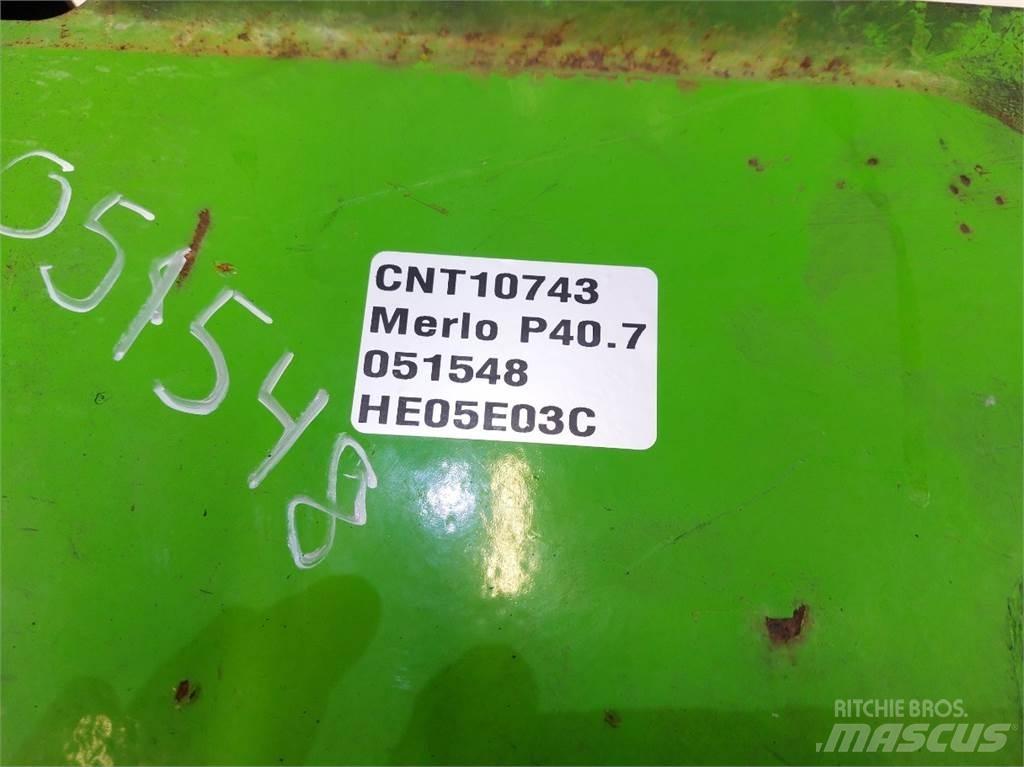 051548
CNT10743
Merlo P40.7
051548
HE05E03C
RITCHIE BROS.
MASCUS